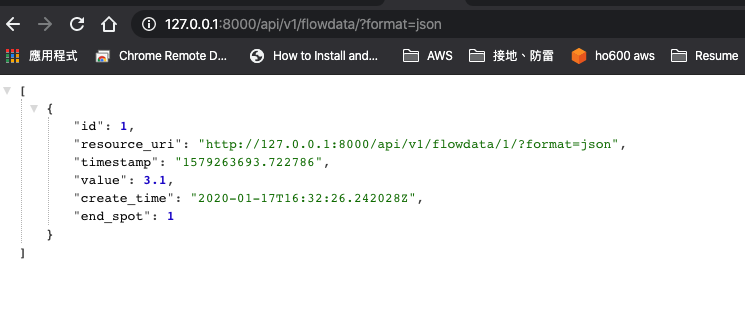 127.0.0.1:8000/api/v1/flowdata/?format=json
應用程式 Chrome Remote D... How to Install and... AWS 接地、防雷 ho600 aws Resume
[
{
"id": 1,
"resource_uri": "http://127.0.0.1:8000/api/v1/flowdata/1/?format=json",
"timestamp": "1579263693.722786",
"value": 3.1,
"create_time": "2020-01-17T16:32:26.242028Z",
"end_spot": 1
}
]